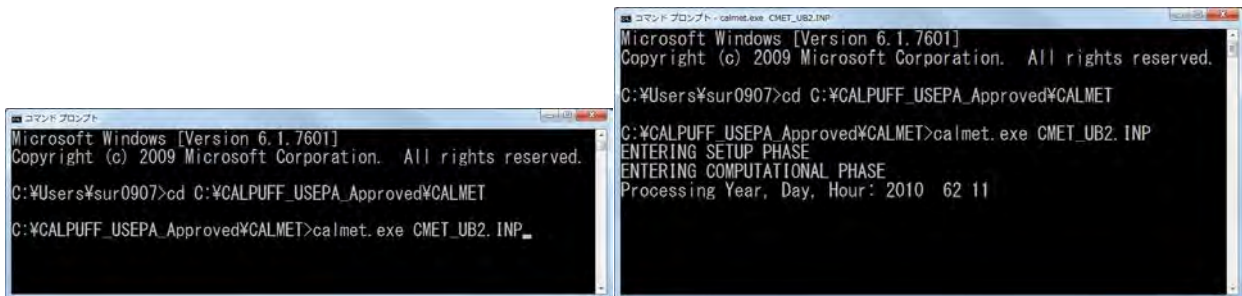 コマンド プロンプト
Microsoft Windows [Version 6.1.7601]
Copyright (c) 2009 Microsoft Corporation.  All rights reserved.
C:¥Users¥sur0907>cd C:¥CALPUFF_USEPA_Approved¥CALMET
C:¥CALPUFF_USEPA_Approved¥CALMET>calmet.exe CMET_UB2.INP
コマンド プロンプト - calmet.exe  CMET_UB2.INP
Microsoft Windows [Version 6.1.7601]
Copyright (c) 2009 Microsoft Corporation.  All rights reserved.
C:¥Users¥sur0907>cd C:¥CALPUFF_USEPA_Approved¥CALMET
C:¥CALPUFF_USEPA_Approved¥CALMET>calmet.exe CMET_UB2.INP
ENTERING SETUP PHASE
ENTERING COMPUTATIONAL PHASE
Processing Year, Day, Hour: 2010  62 11